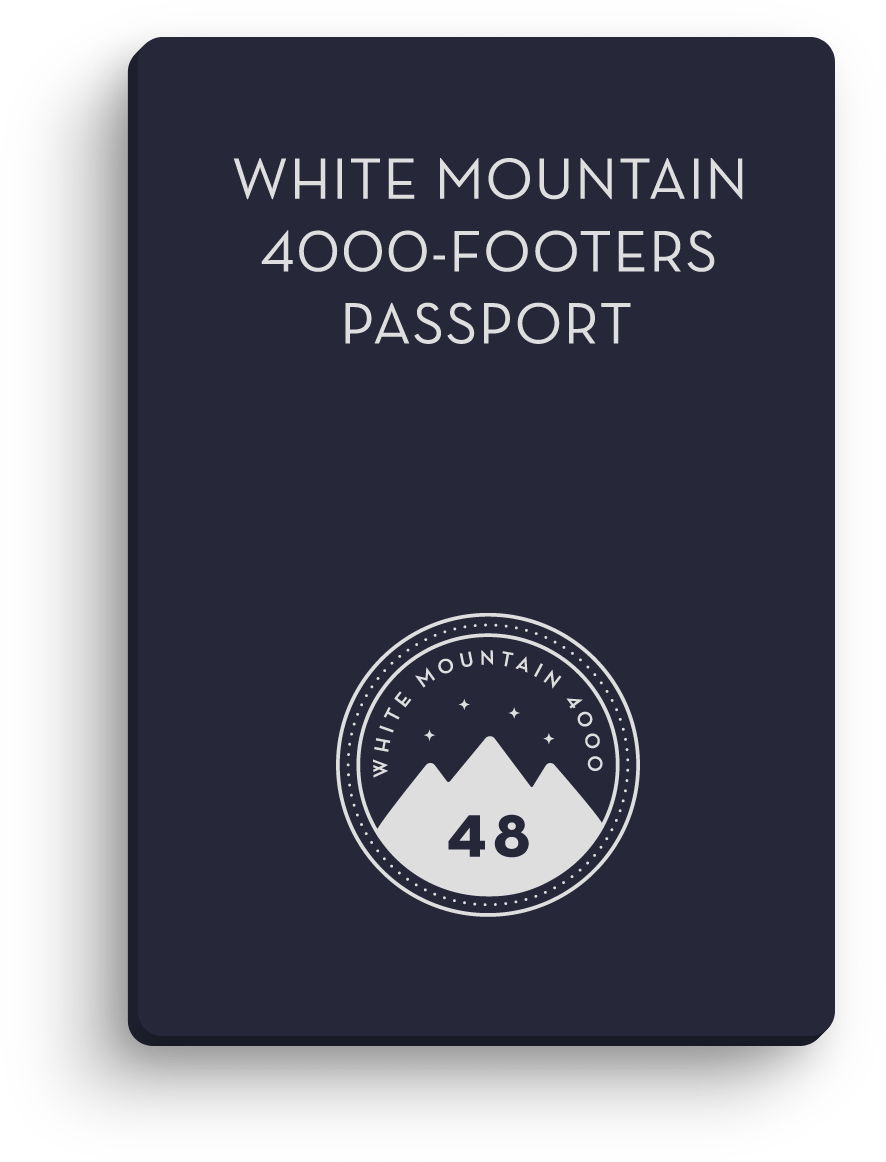 WHITE MOUNTAIN
4000-FOOTERS
PASSPORT
WHITE MOUNTAIN 4000
48